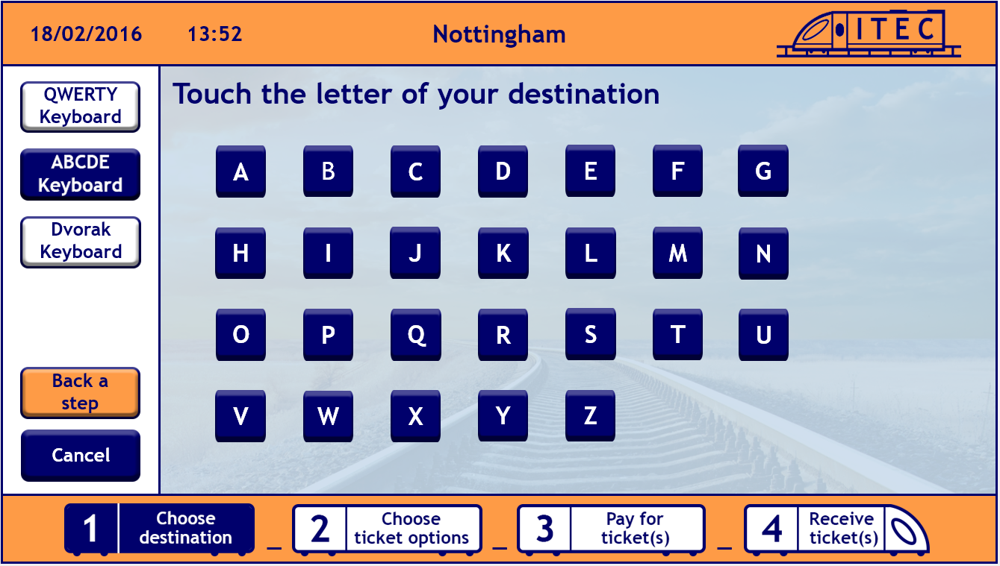 18/02/2016 13:52 Nottingham ITEC
QWERTY
Keyboard
ABCDE
Keyboard
Dvorak
Keyboard
Back a
step
Cancel
Touch the letter of your destination
A B C D E F G
H I J K L M N
O P Q R S T U
V W X Y Z
1 Choose
destination
2 Choose
ticket options
3 Pay for
ticket(s)
4 Receive
ticket(s)